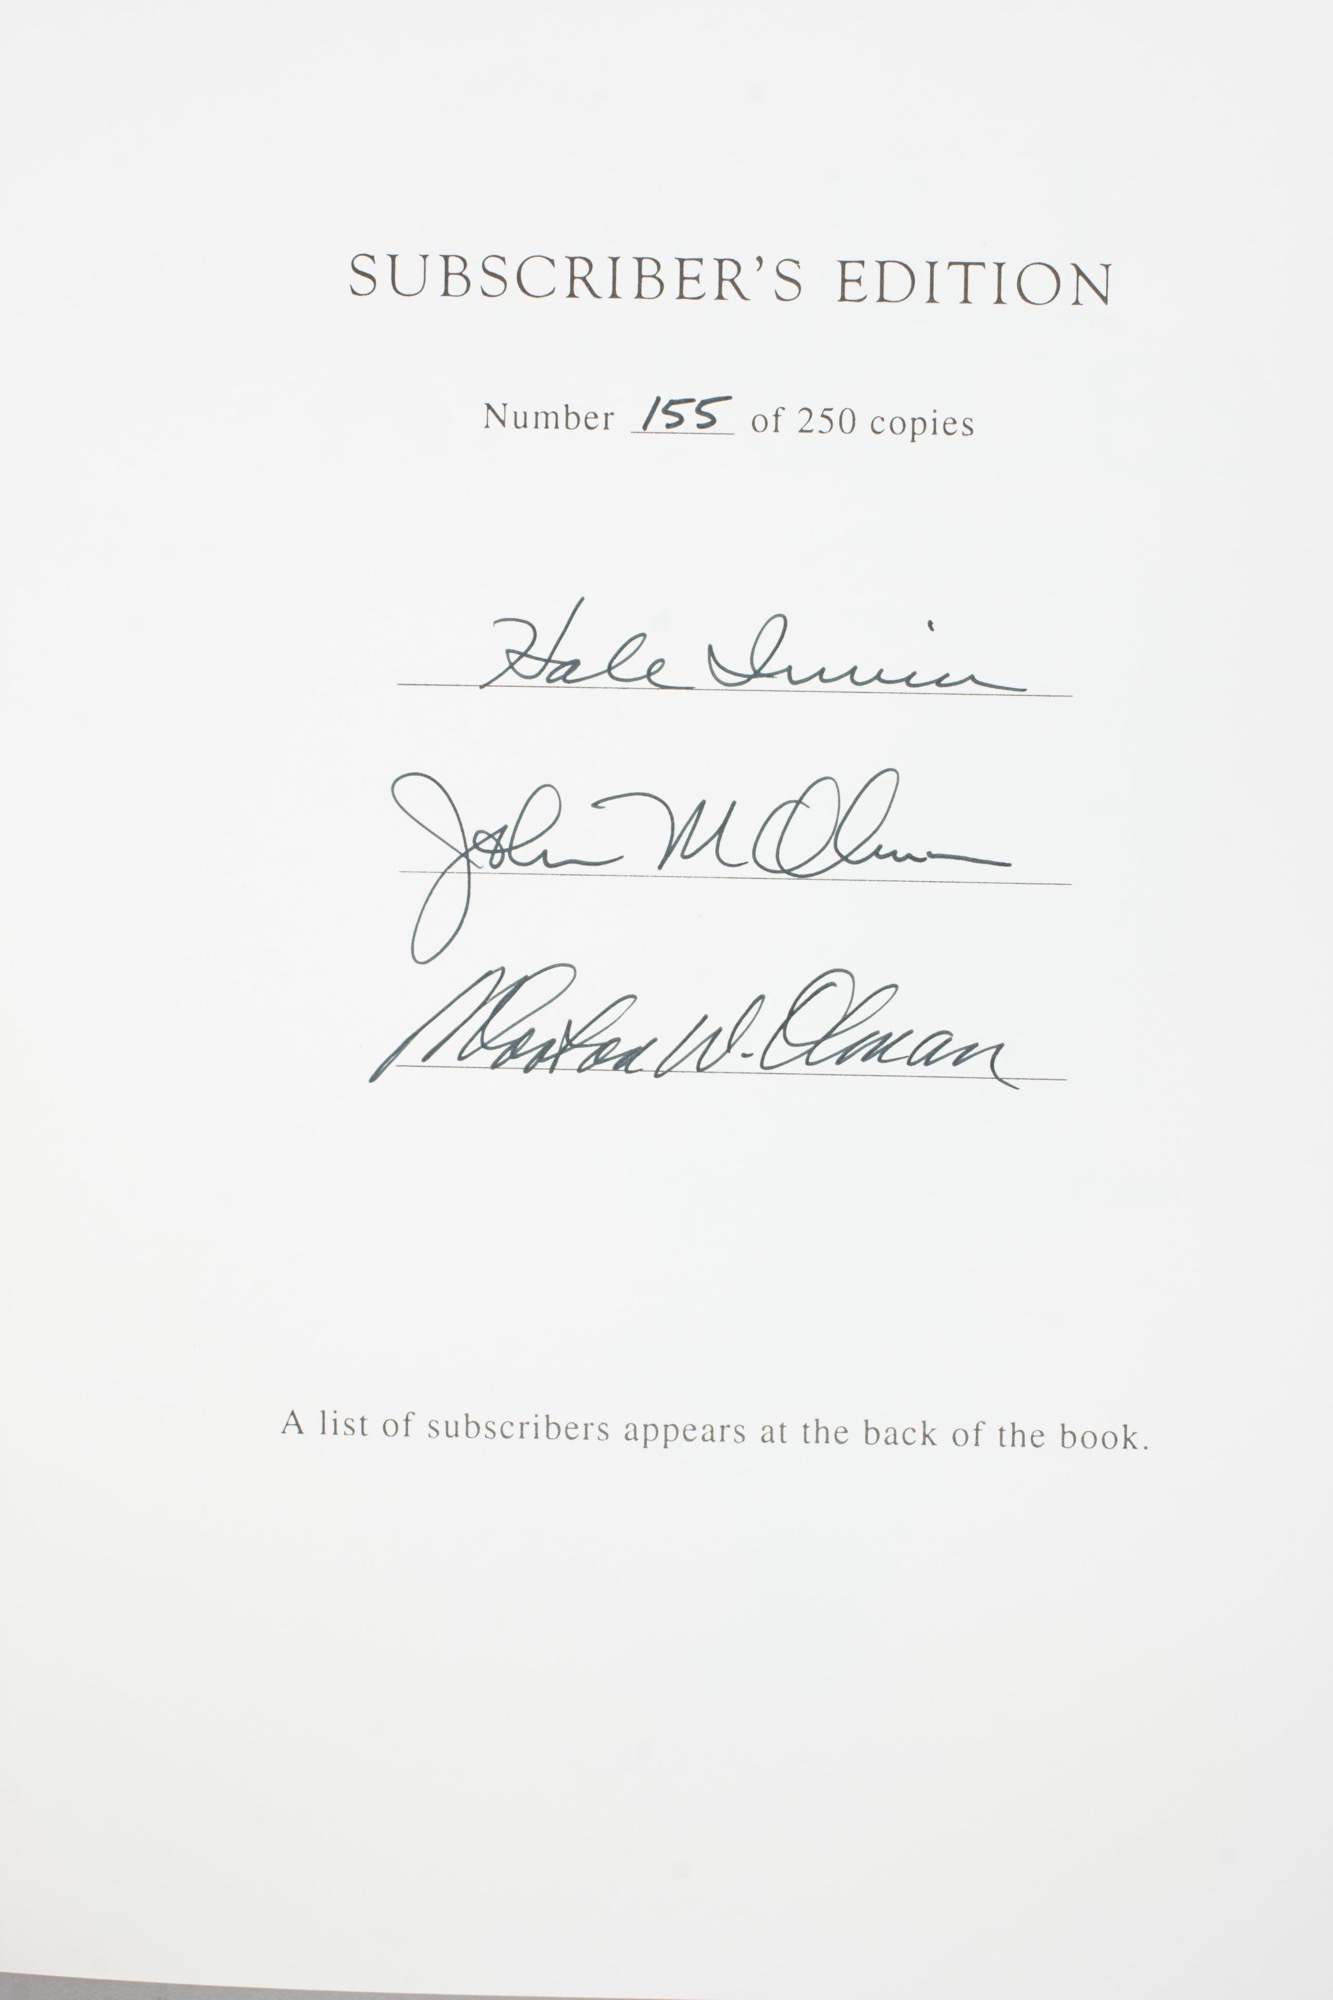 SUBSCRIBER'S EDITION
Number 155 of 250 copies
Hale Irwin
John M Olman
Morton W. Olman
A list of subscribers appears at the back of the book.